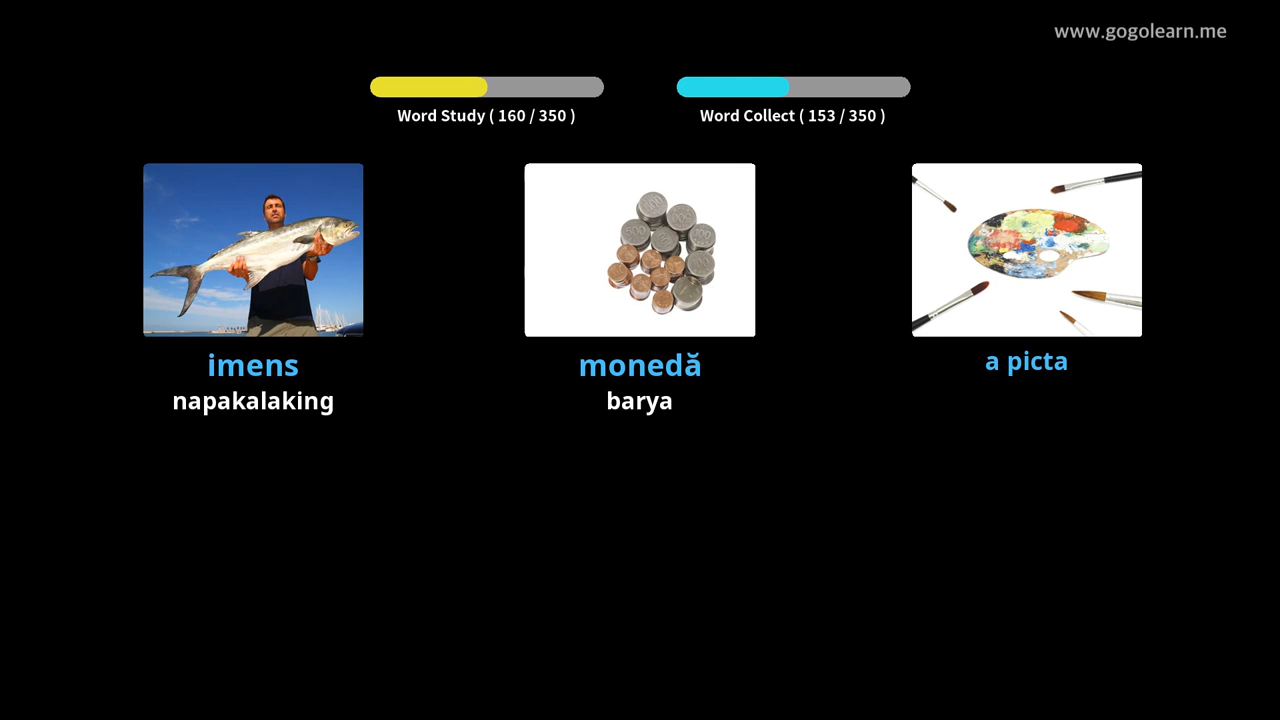 www.gogolearn.me
Word Study ( 160 / 350 )
Word Collect ( 153 / 350 )
imens
napakalaking
monedă
barya
a picta